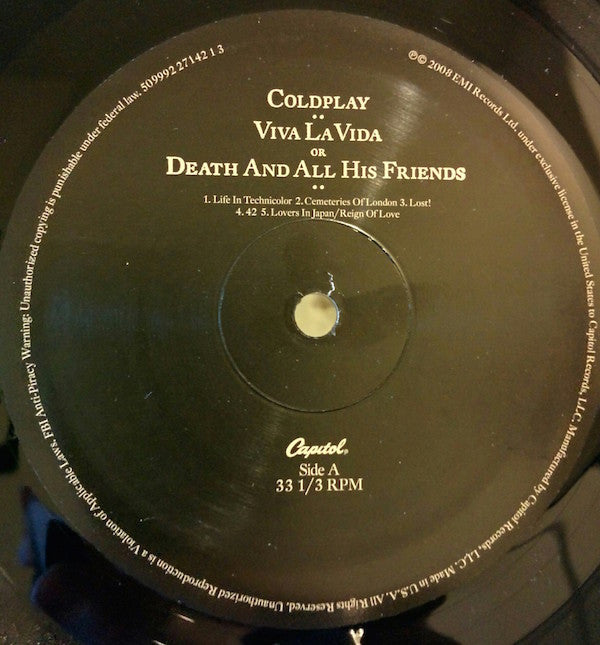 COLDPLAY
VIVA LA VIDA
OR
DEATH AND ALL HIS FRIENDS
1. Life In Technicolor 2. Cemeteries Of London 3. Lost!
4. 42 5. Lovers In Japan/Reign Of Love
Capitol®
Side A
33 1/3 RPM
℗© 2008 EMI Records Ltd. under exclusive license in the United States to Capitol Records, LLC. Manufactured by Capitol Records, LLC. Made in U.S.A. All Rights Reserved. Unauthorized Reproduction is a Violation of Applicable Laws. FBI Anti-Piracy Warning: Unauthorized copying is punishable under federal law. 509992 27142 1 3